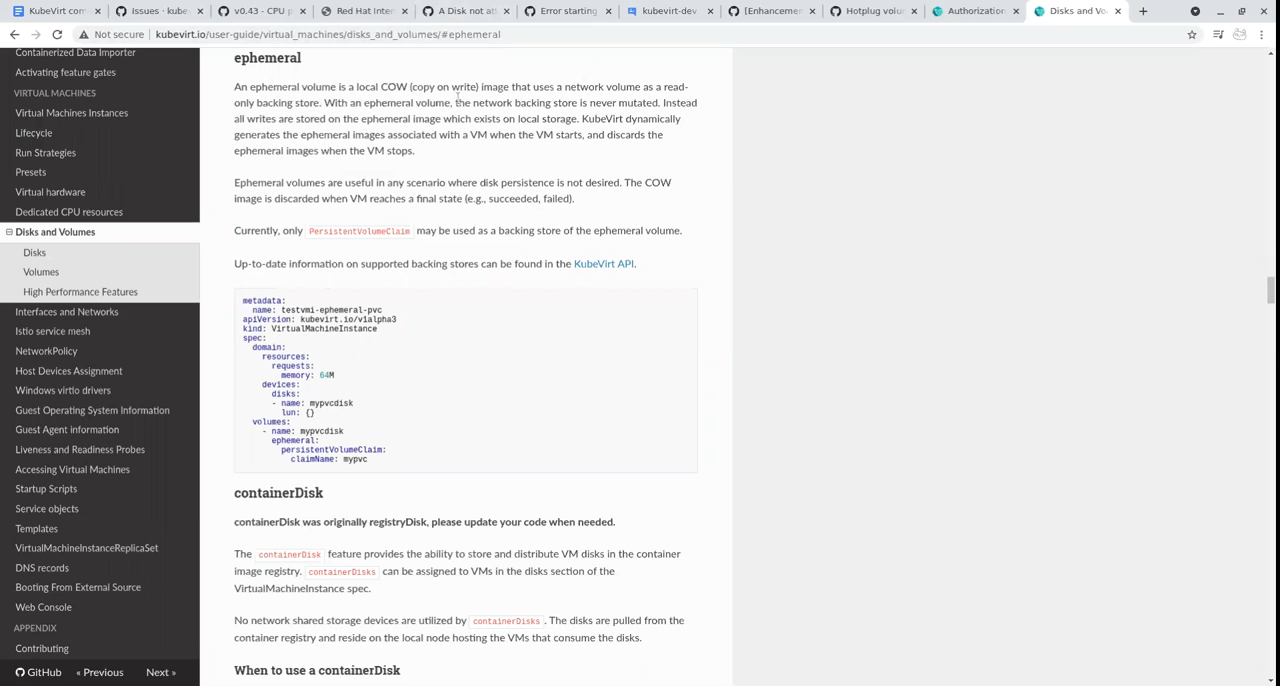 KubeVirt com
Issues · kube
v0.43 - CPU p
Red Hat Inter
A Disk not at
Error starting
kubevirt-dev
[Enhancemen
Hotplug volu
Authorization
Disks and Vo
Not secure
kubevirt.io/user-guide/virtual_machines/disks_and_volumes/#ephemeral
Containerized Data Importer
Activating feature gates
VIRTUAL MACHINES
Virtual Machines Instances
Lifecycle
Run Strategies
Presets
Virtual hardware
Dedicated CPU resources
Disks and Volumes
Disks
Volumes
High Performance Features
Interfaces and Networks
Istio service mesh
NetworkPolicy
Host Devices Assignment
Windows virtio drivers
Guest Operating System Information
Guest Agent information
Liveness and Readiness Probes
Accessing Virtual Machines
Startup Scripts
Service objects
Templates
VirtualMachineInstanceReplicaSet
DNS records
Booting From External Source
Web Console
APPENDIX
Contributing
GitHub « Previous Next »
ephemeral
An ephemeral volume is a local COW (copy on write) image that uses a network volume as a read-
only backing store. With an ephemeral volume, the network backing store is never mutated. Instead
all writes are stored on the ephemeral image which exists on local storage. KubeVirt dynamically
generates the ephemeral images associated with a VM when the VM starts, and discards the
ephemeral images when the VM stops.
Ephemeral volumes are useful in any scenario where disk persistence is not desired. The COW
image is discarded when VM reaches a final state (e.g., succeeded, failed).
Currently, only PersistentVolumeClaim may be used as a backing store of the ephemeral volume.
Up-to-date information on supported backing stores can be found in the KubeVirt API.
metadata:
name: testvmi-ephemeral-pvc
apiVersion: kubevirt.io/v1alpha3
kind: VirtualMachineInstance
spec:
domain:
resources:
requests:
memory: 64M
devices:
disks:
- name: mypvcdisk
lun: {}
volumes:
- name: mypvcdisk
ephemeral:
persistentVolumeClaim:
claimName: mypvc
containerDisk
containerDisk was originally registryDisk, please update your code when needed.
The containerDisk feature provides the ability to store and distribute VM disks in the container
image registry. containerDisks can be assigned to VMs in the disks section of the
VirtualMachineInstance spec.
No network shared storage devices are utilized by containerDisks. The disks are pulled from the
container registry and reside on the local node hosting the VMs that consume the disks.
When to use a containerDisk